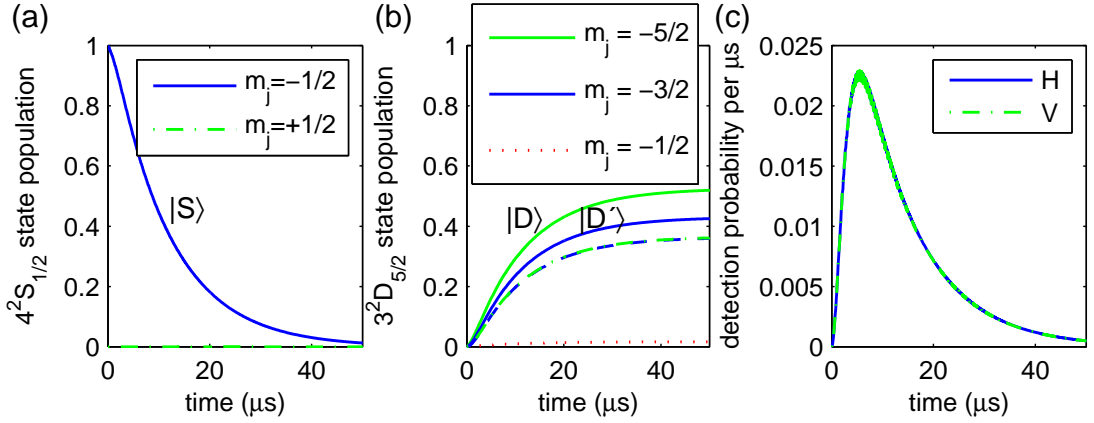 (a)
4²S₁/₂ state population
1
0.8
0.6
0.4
0.2
0
0
20
40
time (μs)
m_j=−1/2
m_j=+1/2
|S⟩
(b)
3²D₅/₂ state population
1
0.8
0.6
0.4
0.2
0
0
20
40
time (μs)
m_j = −5/2
m_j = −3/2
m_j = −1/2
|D⟩
|D´⟩
(c)
detection probability per μs
0.025
0.02
0.015
0.01
0.005
0
0
20
40
time (μs)
H
V